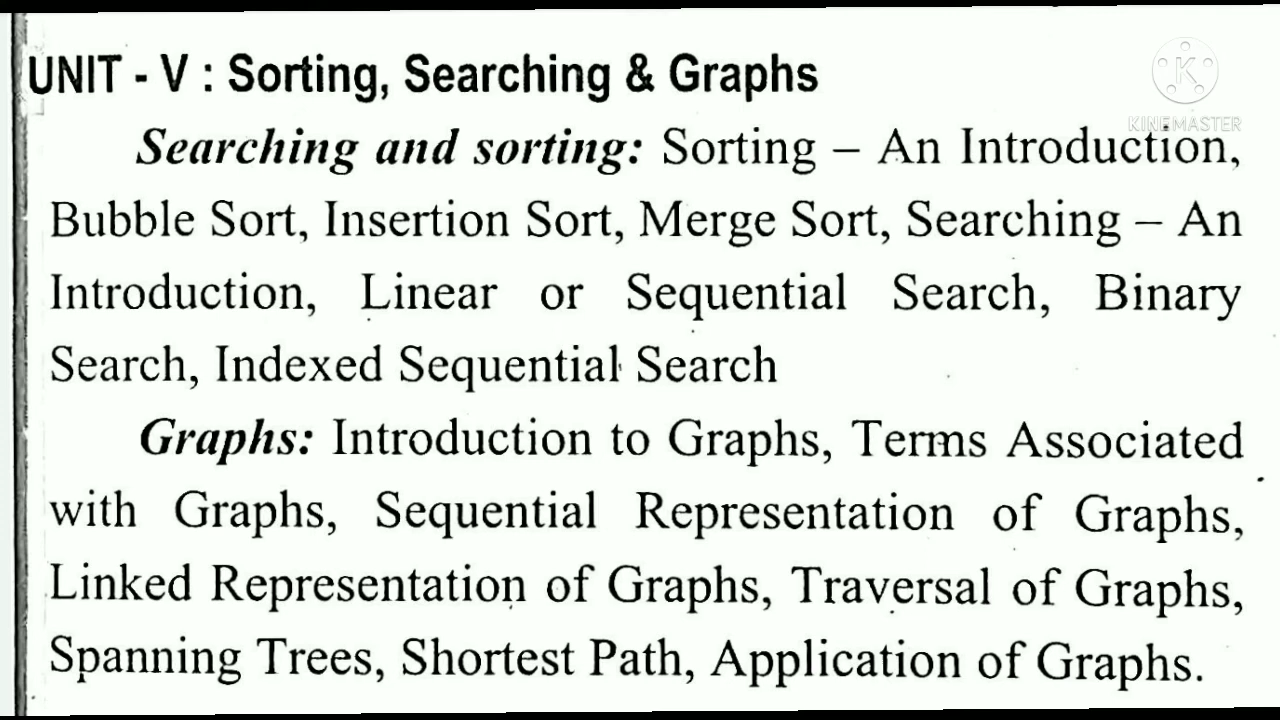 UNIT - V : Sorting, Searching & Graphs
K
KINEMASTER
Searching and sorting: Sorting – An Introduction,
Bubble Sort, Insertion Sort, Merge Sort, Searching – An
Introduction, Linear or Sequential Search, Binary
Search, Indexed Sequential Search
Graphs: Introduction to Graphs, Terms Associated
with Graphs, Sequential Representation of Graphs,
Linked Representation of Graphs, Traversal of Graphs,
Spanning Trees, Shortest Path, Application of Graphs.